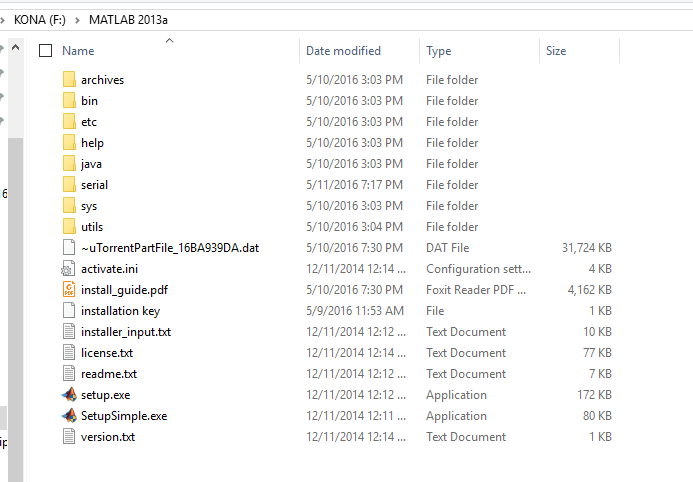 KONA (F:) MATLAB 2013a
Name Date modified Type Size
archives 5/10/2016 3:03 PM File folder
bin 5/10/2016 3:03 PM File folder
etc 5/10/2016 3:03 PM File folder
help 5/10/2016 3:03 PM File folder
java 5/10/2016 3:03 PM File folder
serial 5/11/2016 7:17 PM File folder
sys 5/10/2016 3:03 PM File folder
utils 5/10/2016 3:04 PM File folder
~uTorrentPartFile_16BA939DA.dat 5/10/2016 7:30 PM DAT File 31,724 KB
activate.ini 12/11/2014 12:14 ... Configuration sett... 4 KB
install_guide.pdf 5/10/2016 7:30 PM Foxit Reader PDF ... 4,162 KB
installation key 5/9/2016 11:53 AM File 1 KB
installer_input.txt 12/11/2014 12:12 ... Text Document 10 KB
license.txt 12/11/2014 12:14 ... Text Document 77 KB
readme.txt 12/11/2014 12:12 ... Text Document 7 KB
setup.exe 12/11/2014 12:12 ... Application 172 KB
SetupSimple.exe 12/11/2014 12:11 ... Application 80 KB
version.txt 12/11/2014 12:14 ... Text Document 1 KB